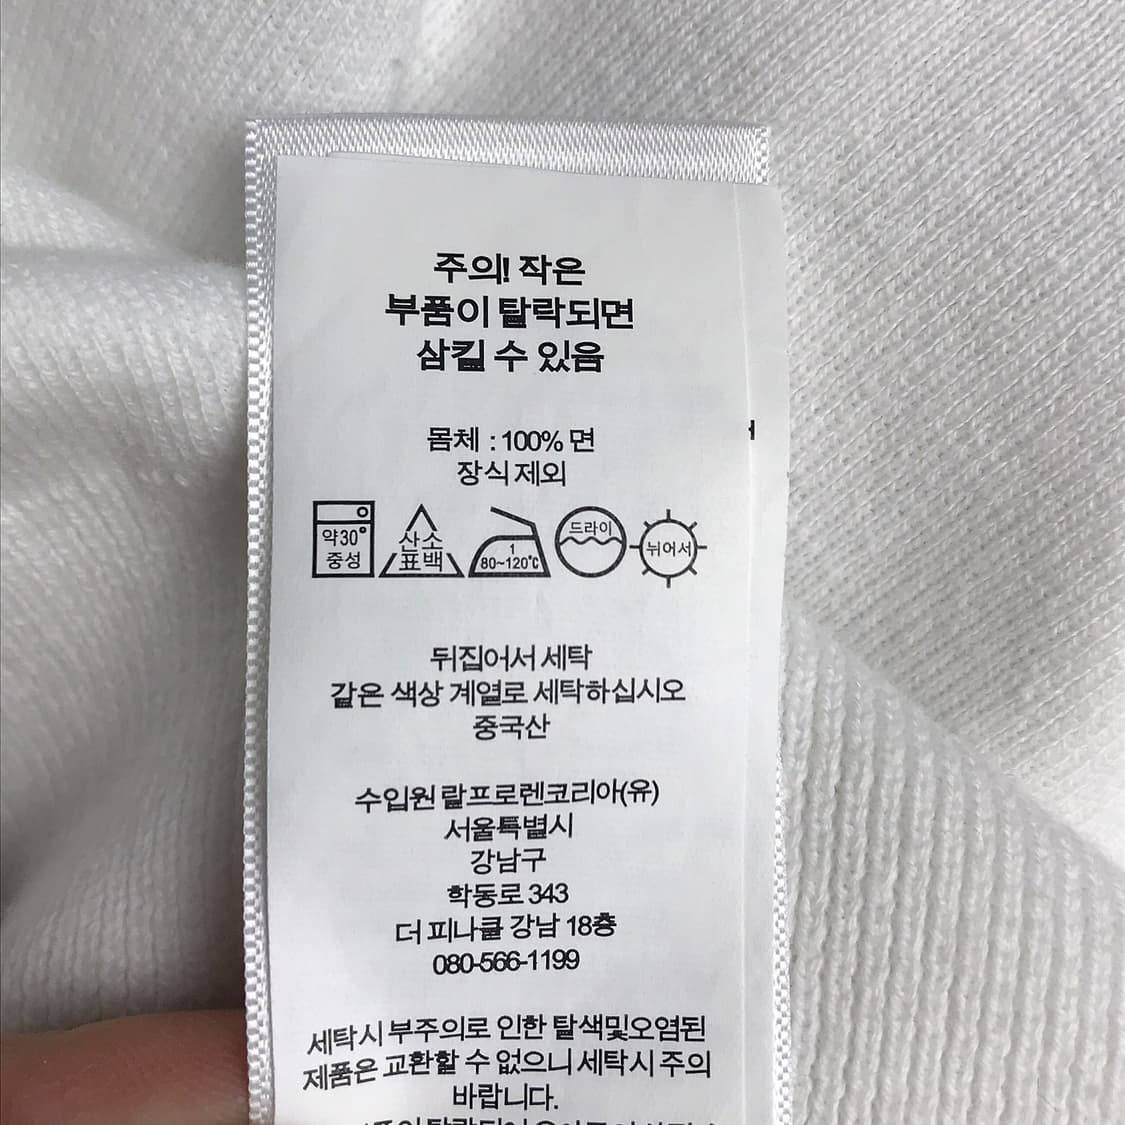 주의! 작은
부품이 탈락되면
삼킬 수 있음
몸체 : 100% 면
장식 제외
약30°
중성
산소
표백
1
80~120°C
드라이
뉘어서
뒤집어서 세탁
같은 색상 계열로 세탁하십시오
중국산
수입원 랄프로렌코리아(유)
서울특별시
강남구
학동로 343
더 피나클 강남 18층
080-566-1199
세탁시 부주의로 인한 탈색및오염된
제품은 교환할 수 없으니 세탁시 주의
바랍니다.